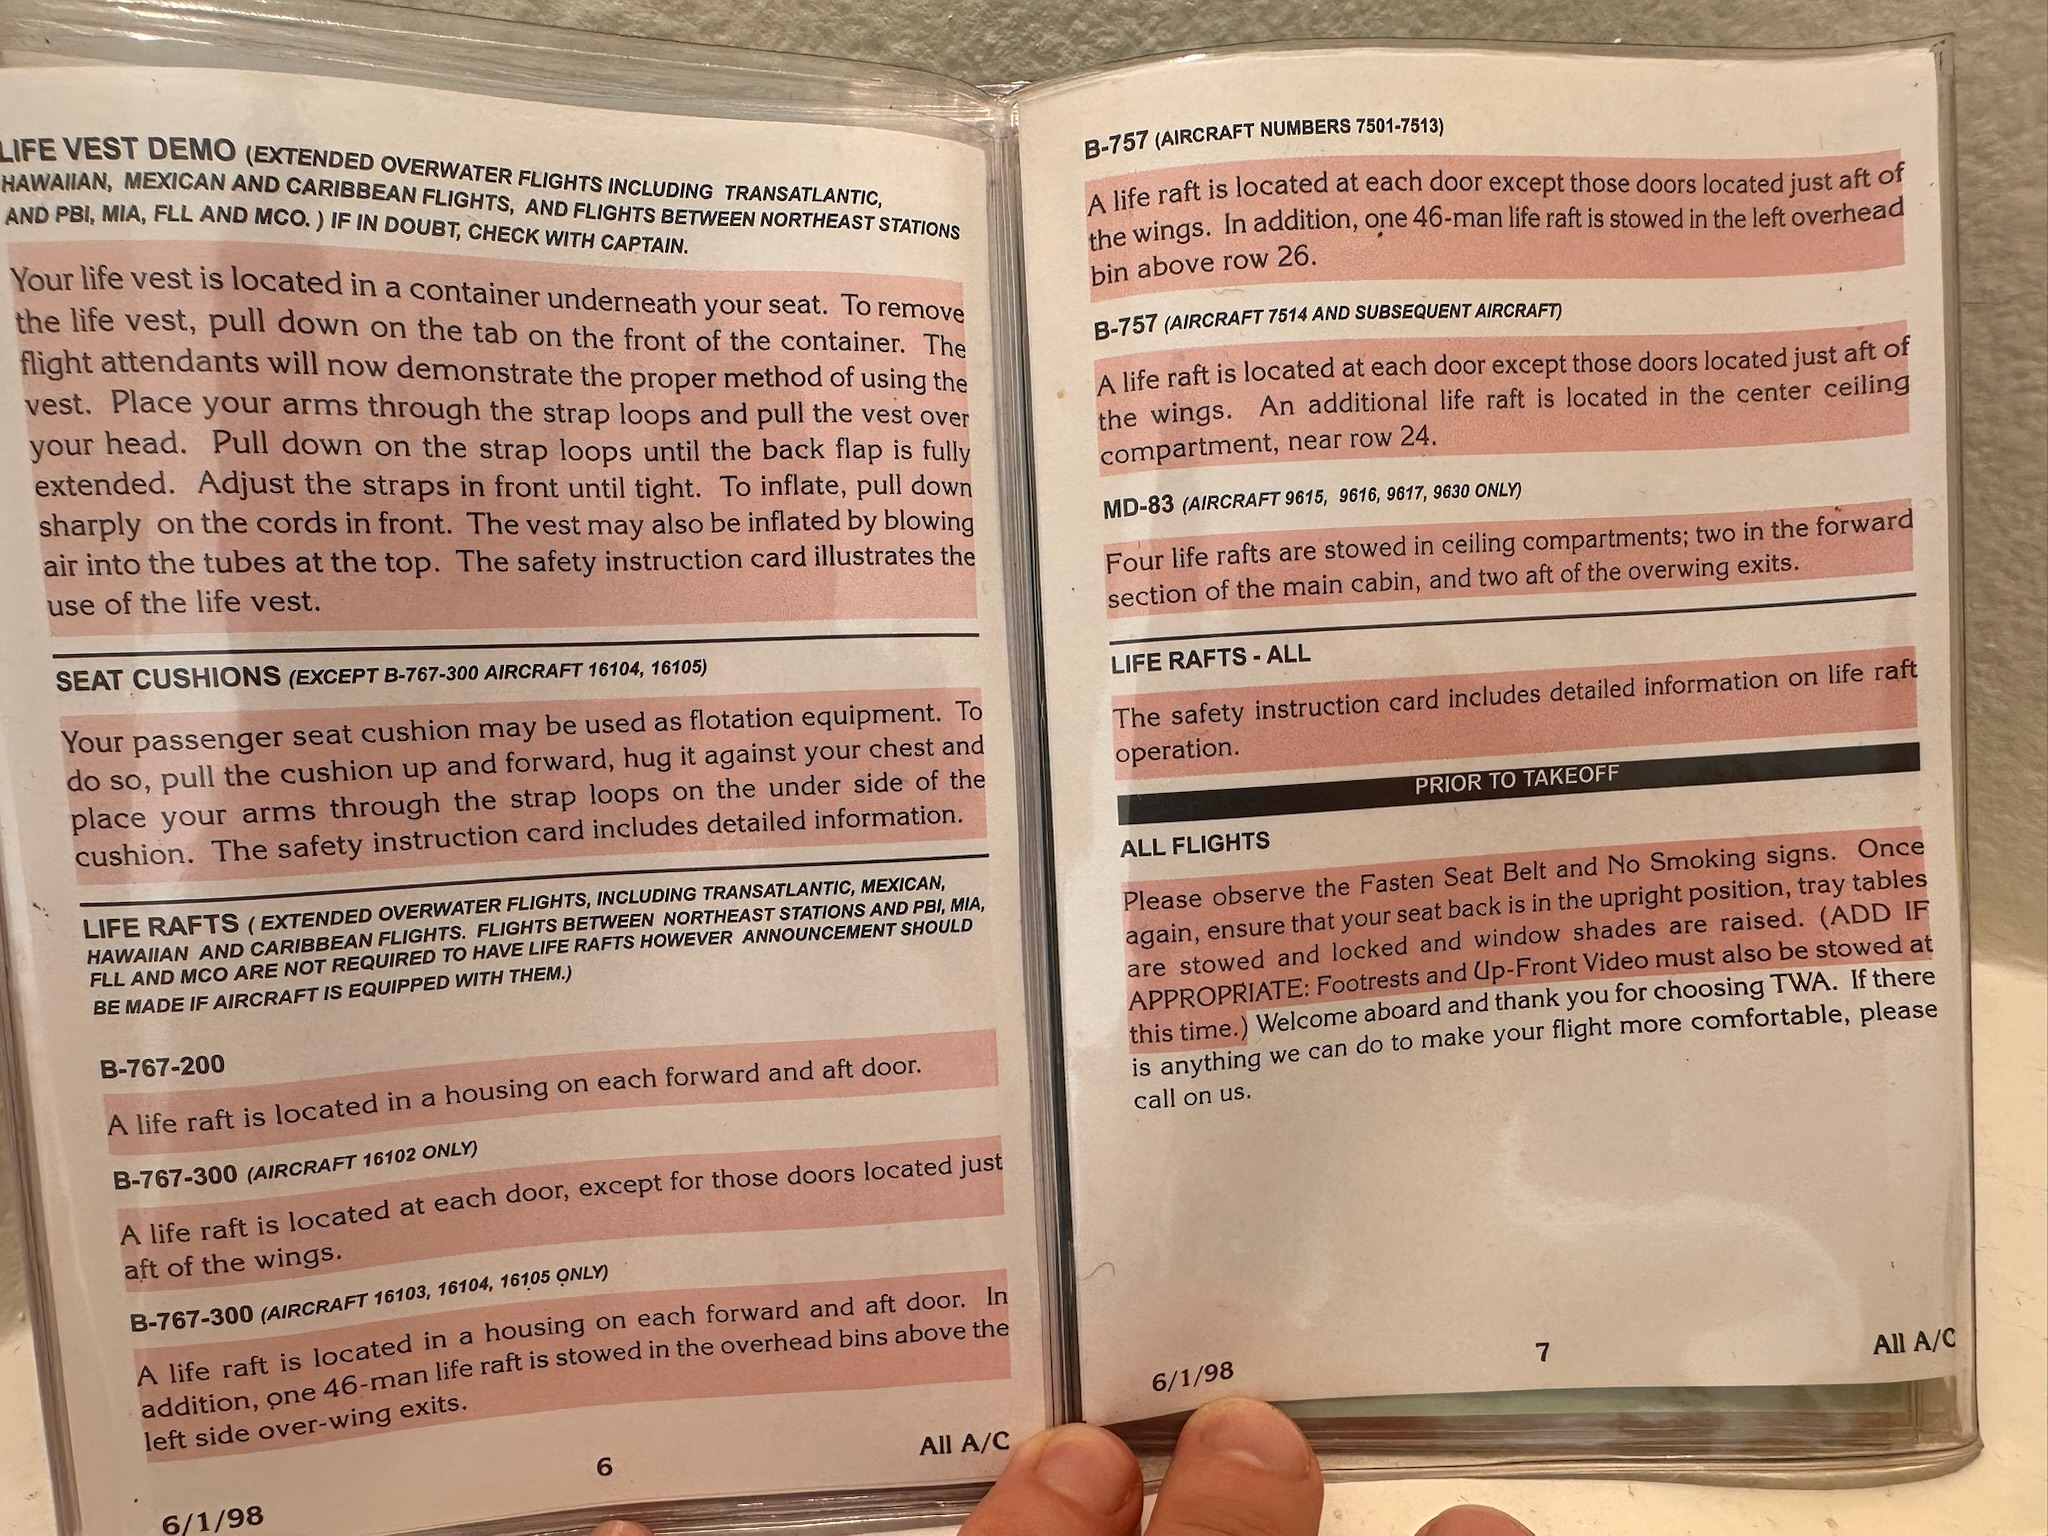 LIFE VEST DEMO (EXTENDED OVERWATER FLIGHTS INCLUDING TRANSATLANTIC,
HAWAIIAN, MEXICAN AND CARIBBEAN FLIGHTS, AND FLIGHTS BETWEEN NORTHEAST STATIONS
AND PBI, MIA, FLL AND MCO. ) IF IN DOUBT, CHECK WITH CAPTAIN.
Your life vest is located in a container underneath your seat. To remove
the life vest, pull down on the tab on the front of the container. The
flight attendants will now demonstrate the proper method of using the
vest. Place your arms through the strap loops and pull the vest over
your head. Pull down on the strap loops until the back flap is fully
extended. Adjust the straps in front until tight. To inflate, pull down
sharply on the cords in front. The vest may also be inflated by blowing
air into the tubes at the top. The safety instruction card illustrates the
use of the life vest.
SEAT CUSHIONS (EXCEPT B-767-300 AIRCRAFT 16104, 16105)
Your passenger seat cushion may be used as flotation equipment. To
do so, pull the cushion up and forward, hug it against your chest and
place your arms through the strap loops on the under side of the
cushion. The safety instruction card includes detailed information.
LIFE RAFTS ( EXTENDED OVERWATER FLIGHTS, INCLUDING TRANSATLANTIC, MEXICAN,
HAWAIIAN AND CARIBBEAN FLIGHTS. FLIGHTS BETWEEN NORTHEAST STATIONS AND PBI, MIA,
FLL AND MCO ARE NOT REQUIRED TO HAVE LIFE RAFTS HOWEVER ANNOUNCEMENT SHOULD
BE MADE IF AIRCRAFT IS EQUIPPED WITH THEM.)
B-767-200
A life raft is located in a housing on each forward and aft door.
B-767-300 (AIRCRAFT 16102 ONLY)
A life raft is located at each door, except for those doors located just
aft of the wings.
B-767-300 (AIRCRAFT 16103, 16104, 16105 ONLY)
A life raft is located in a housing on each forward and aft door. In
addition, one 46-man life raft is stowed in the overhead bins above the
left side over-wing exits.
6
All A/C
6/1/98
B-757 (AIRCRAFT NUMBERS 7501-7513)
A life raft is located at each door except those doors located just aft of
the wings. In addition, one 46-man life raft is stowed in the left overhead
bin above row 26.
B-757 (AIRCRAFT 7514 AND SUBSEQUENT AIRCRAFT)
A life raft is located at each door except those doors located just aft of
the wings. An additional life raft is located in the center ceiling
compartment, near row 24.
MD-83 (AIRCRAFT 9615, 9616, 9617, 9630 ONLY)
Four life rafts are stowed in ceiling compartments; two in the forward
section of the main cabin, and two aft of the overwing exits.
LIFE RAFTS - ALL
The safety instruction card includes detailed information on life raft
operation.
PRIOR TO TAKEOFF
ALL FLIGHTS
Please observe the Fasten Seat Belt and No Smoking signs. Once
again, ensure that your seat back is in the upright position, tray tables
are stowed and locked and window shades are raised. (ADD IF
APPROPRIATE: Footrests and Up-Front Video must also be stowed at
this time.) Welcome aboard and thank you for choosing TWA. If there
is anything we can do to make your flight more comfortable, please
call on us.
6/1/98
7
All A/C